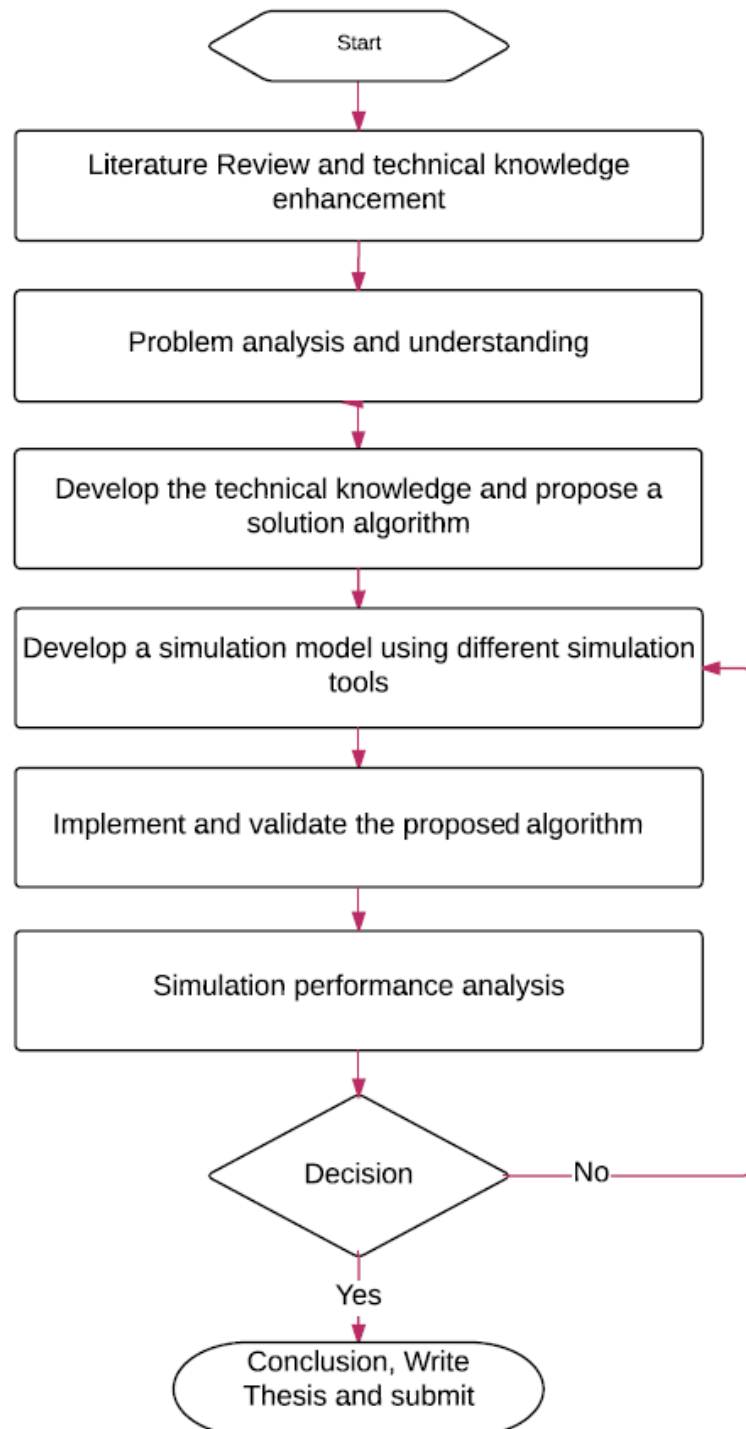 Start
Literature Review and technical knowledge
enhancement
Problem analysis and understanding
Develop the technical knowledge and propose a
solution algorithm
Develop a simulation model using different simulation
tools
Implement and validate the proposed algorithm
Simulation performance analysis
Decision
No
Yes
Conclusion, Write
Thesis and submit